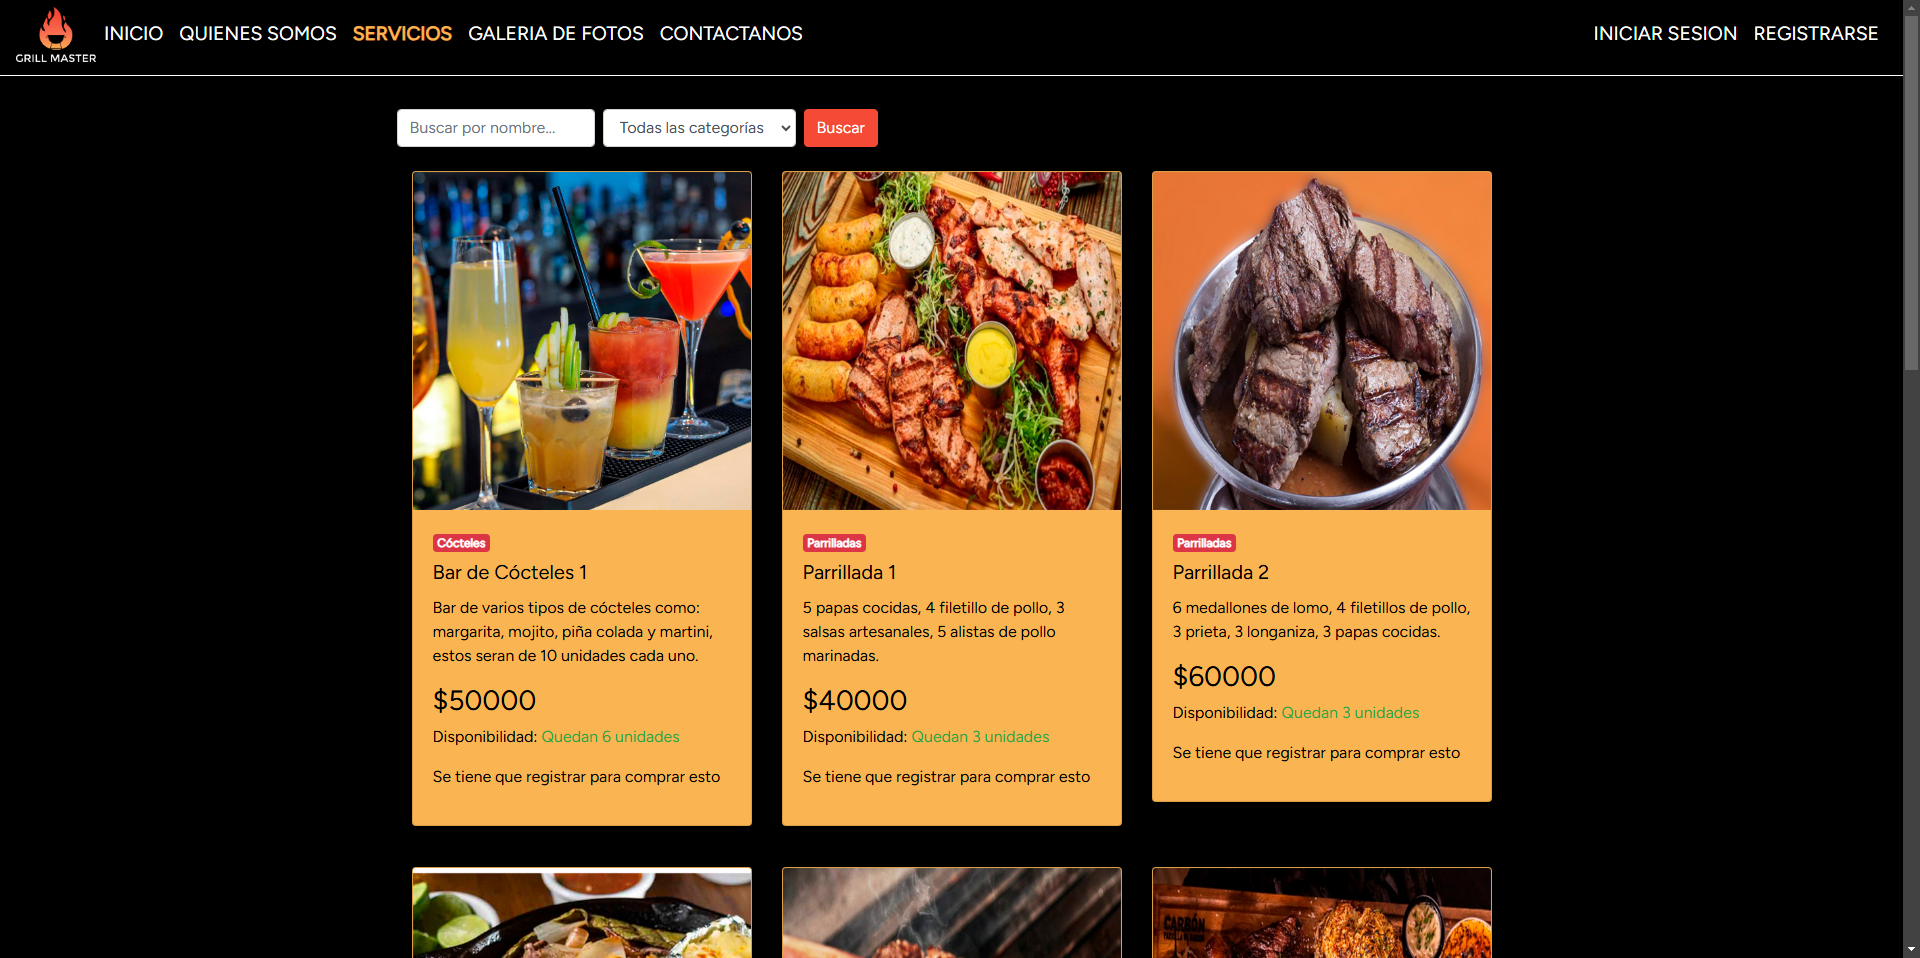 GRILL MASTER
INICIO QUIENES SOMOS SERVICIOS GALERIA DE FOTOS CONTACTANOS INICIAR SESION REGISTRARSE
Buscar por nombre... Todas las categorías Buscar
Cócteles
Bar de Cócteles 1
Bar de varios tipos de cócteles como:
margarita, mojito, piña colada y martini,
estos seran de 10 unidades cada uno.
$50000
Disponibilidad: Quedan 6 unidades
Se tiene que registrar para comprar esto
Parrilladas
Parrillada 1
5 papas cocidas, 4 filetillo de pollo, 3
salsas artesanales, 5 alistas de pollo
marinadas.
$40000
Disponibilidad: Quedan 3 unidades
Se tiene que registrar para comprar esto
Parrilladas
Parrillada 2
6 medallones de lomo, 4 filetillos de pollo,
3 prieta, 3 longaniza, 3 papas cocidas.
$60000
Disponibilidad: Quedan 3 unidades
Se tiene que registrar para comprar esto
CARBÓN